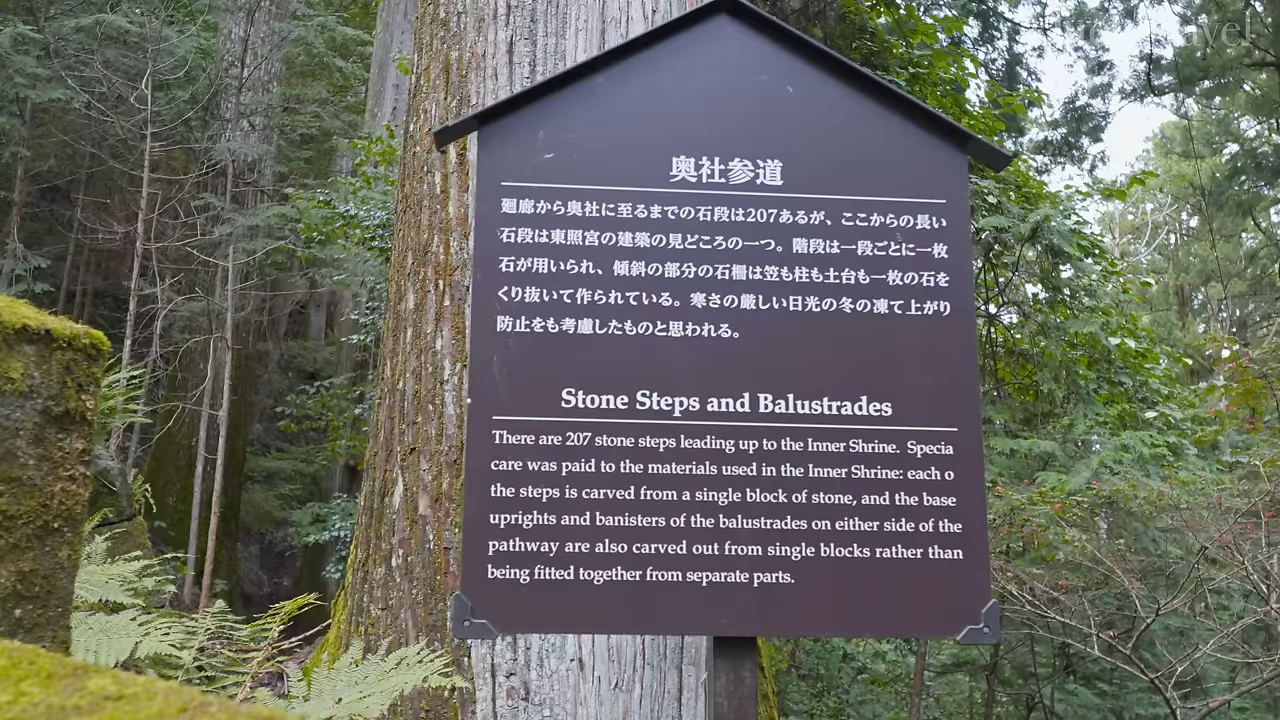 奥社参道
廻廊から奥社に至るまでの石段は207あるが、ここからの長い
石段は東照宮の建築の見どころの一つ。階段は一段ごとに一枚
石が用いられ、傾斜の部分の石柵は笠も柱も土台も一枚の石を
くり抜いて作られている。寒さの厳しい日光の冬の凍て上がり
防止をも考慮したものと思われる。
Stone Steps and Balustrades
There are 207 stone steps leading up to the Inner Shrine. Specia
care was paid to the materials used in the Inner Shrine: each o
the steps is carved from a single block of stone, and the base
uprights and banisters of the balustrades on either side of the
pathway are also carved out from single blocks rather than
being fitted together from separate parts.